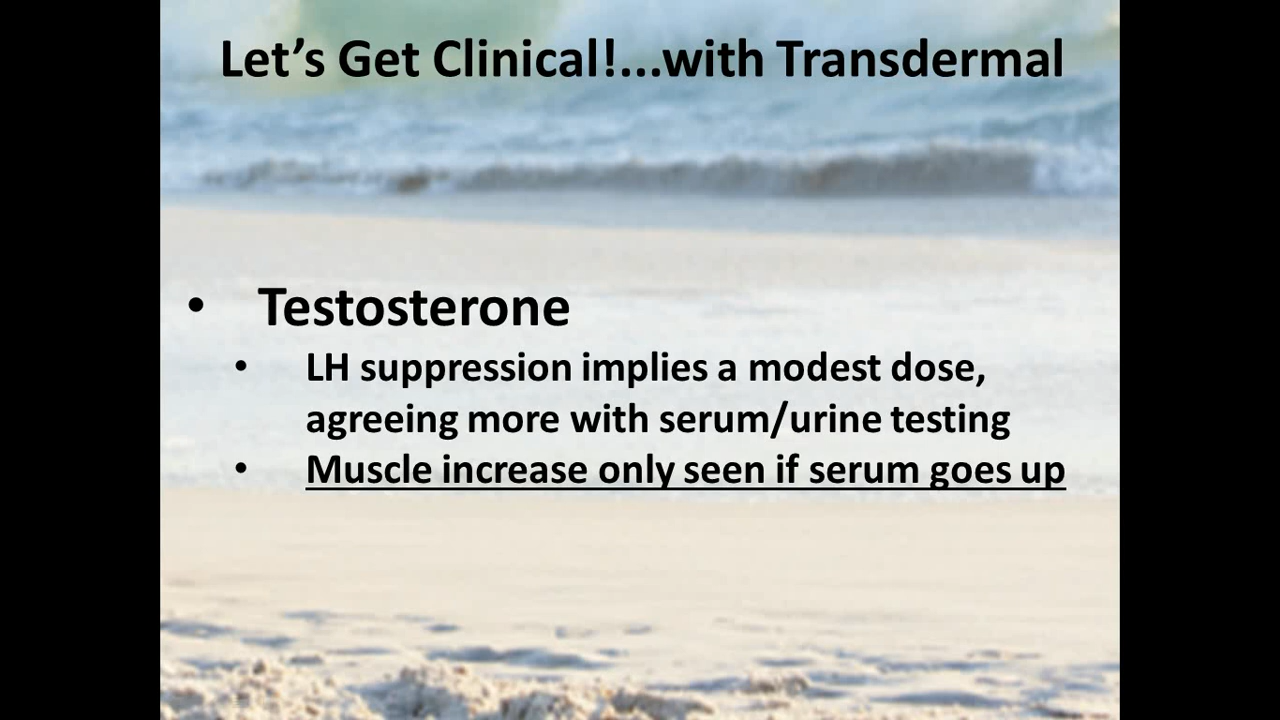 Let’s Get Clinical!...with Transdermal
• Testosterone
• LH suppression implies a modest dose,
agreeing more with serum/urine testing
• Muscle increase only seen if serum goes up